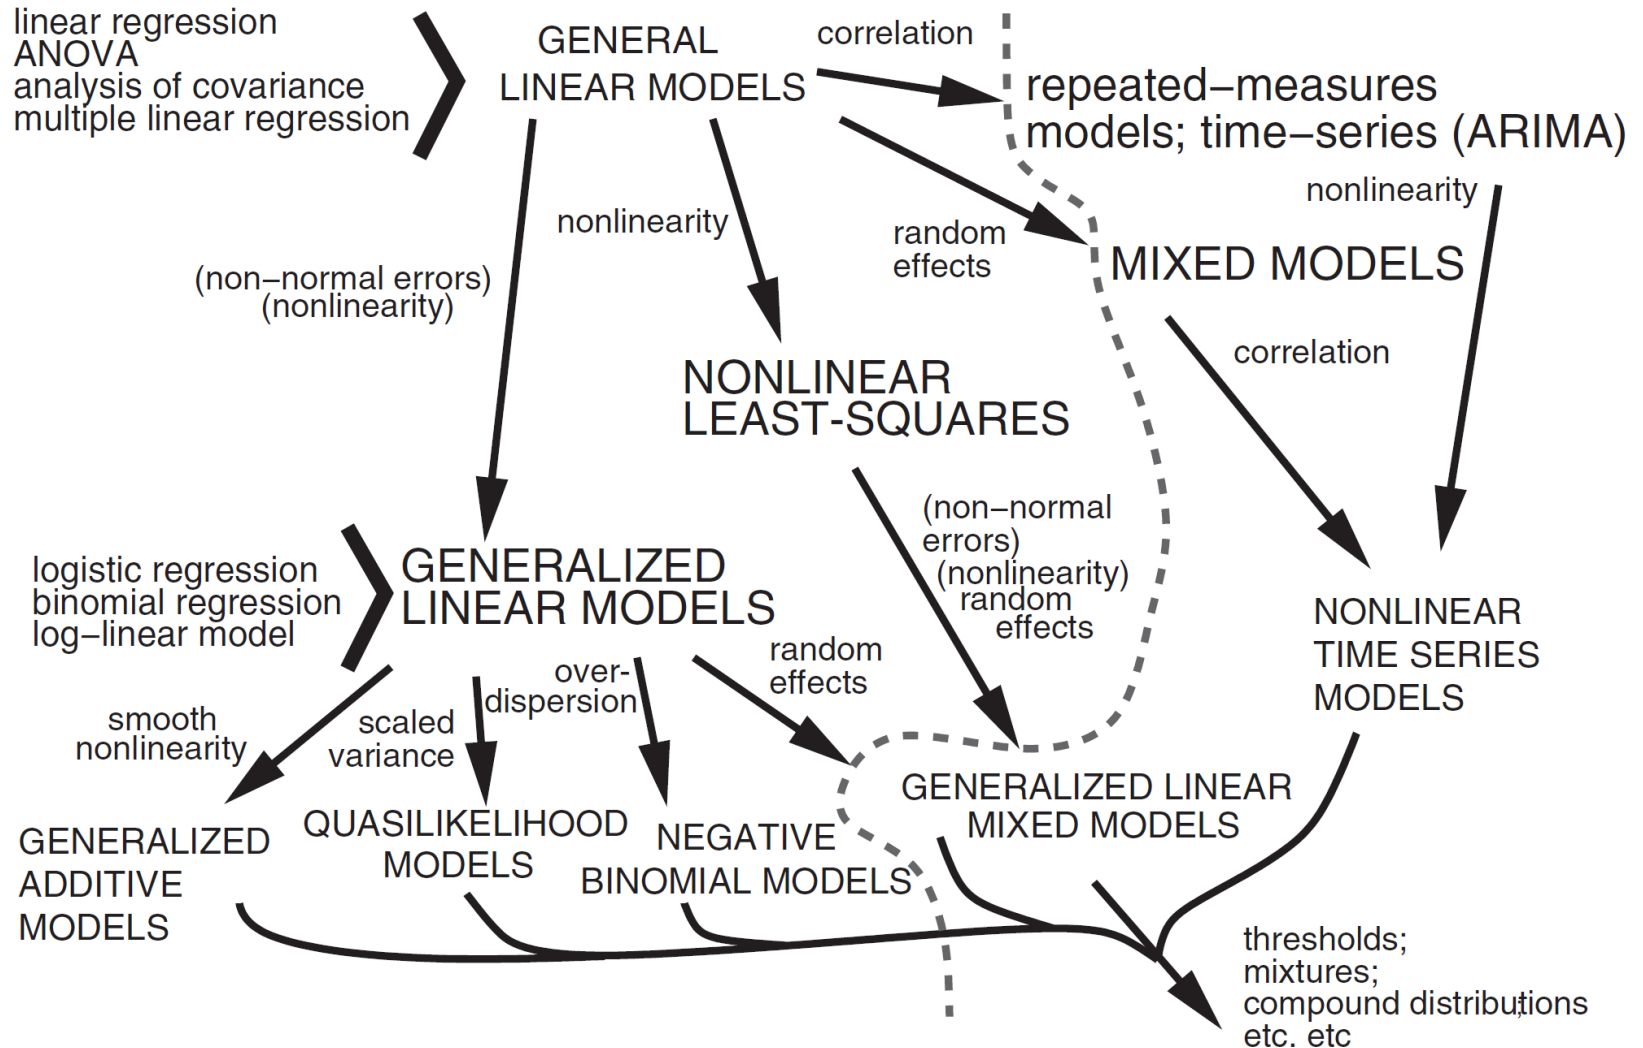 linear regression
ANOVA
analysis of covariance
multiple linear regression
GENERAL
LINEAR MODELS
correlation
repeated−measures
models; time−series (ARIMA)
nonlinearity
random
effects
MIXED MODELS
nonlinearity
(non−normal errors)
(nonlinearity)
correlation
NONLINEAR
LEAST-SQUARES
(non−normal
errors)
(nonlinearity)
random
effects
logistic regression
binomial regression
log−linear model
GENERALIZED
LINEAR MODELS
NONLINEAR
TIME SERIES
MODELS
smooth
nonlinearity
scaled
variance
over-
dispersion
random
effects
GENERALIZED
ADDITIVE
MODELS
QUASILIKELIHOOD
MODELS
NEGATIVE
BINOMIAL MODELS
GENERALIZED LINEAR
MIXED MODELS
thresholds;
mixtures;
compound distributions;
etc. etc